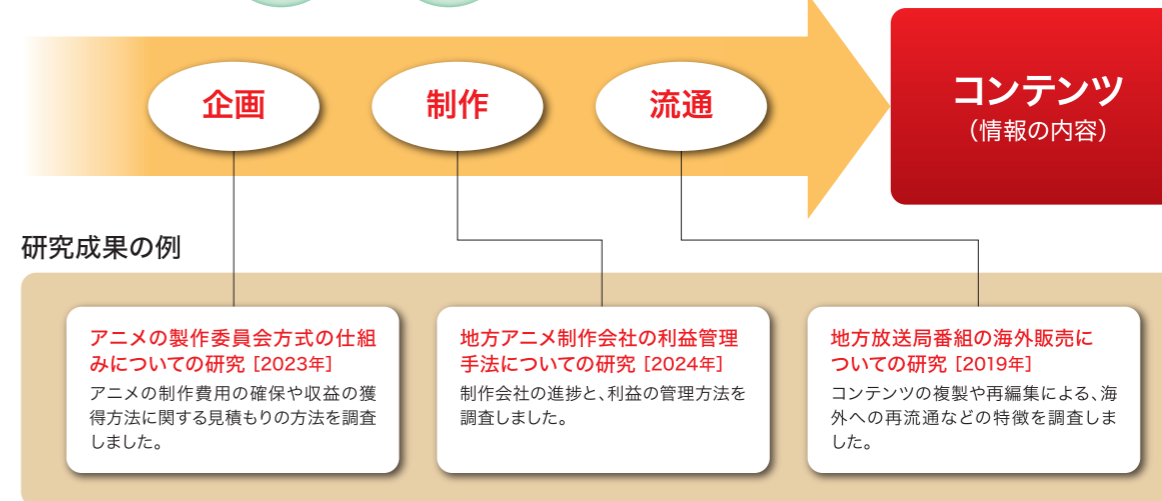 企画
制作
流通
コンテンツ
（情報の内容）
研究成果の例
アニメの製作委員会方式の仕組
みについての研究［2023年］
アニメの制作費用の確保や収益の獲
得方法に関する見積もりの方法を調査
しました。
地方アニメ制作会社の利益管理
手法についての研究［2024年］
制作会社の進捗と、利益の管理方法を
調査しました。
地方放送局番組の海外販売に
ついての研究［2019年］
コンテンツの複製や再編集による、海
外への再流通などの特徴を調査しま
した。